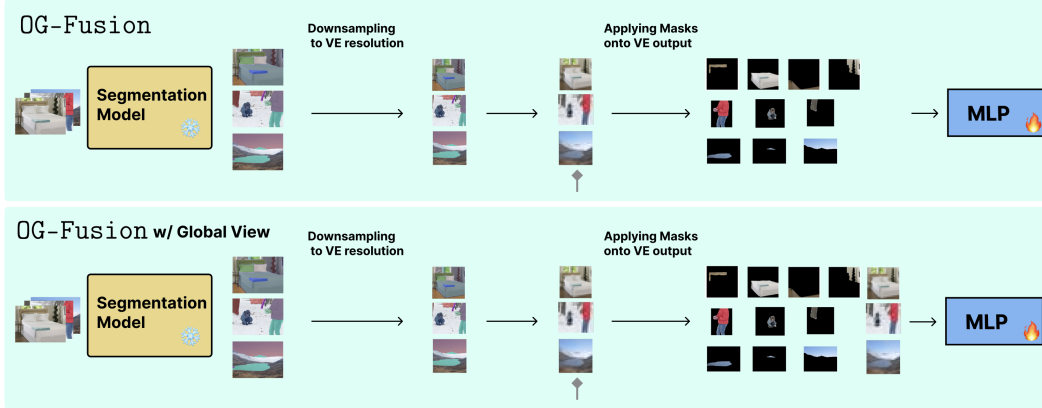 OG-Fusion
Downsampling
to VE resolution
Applying Masks
onto VE output
Segmentation
Model
MLP
OG-Fusion w/ Global View
Downsampling
to VE resolution
Applying Masks
onto VE output
Segmentation
Model
MLP